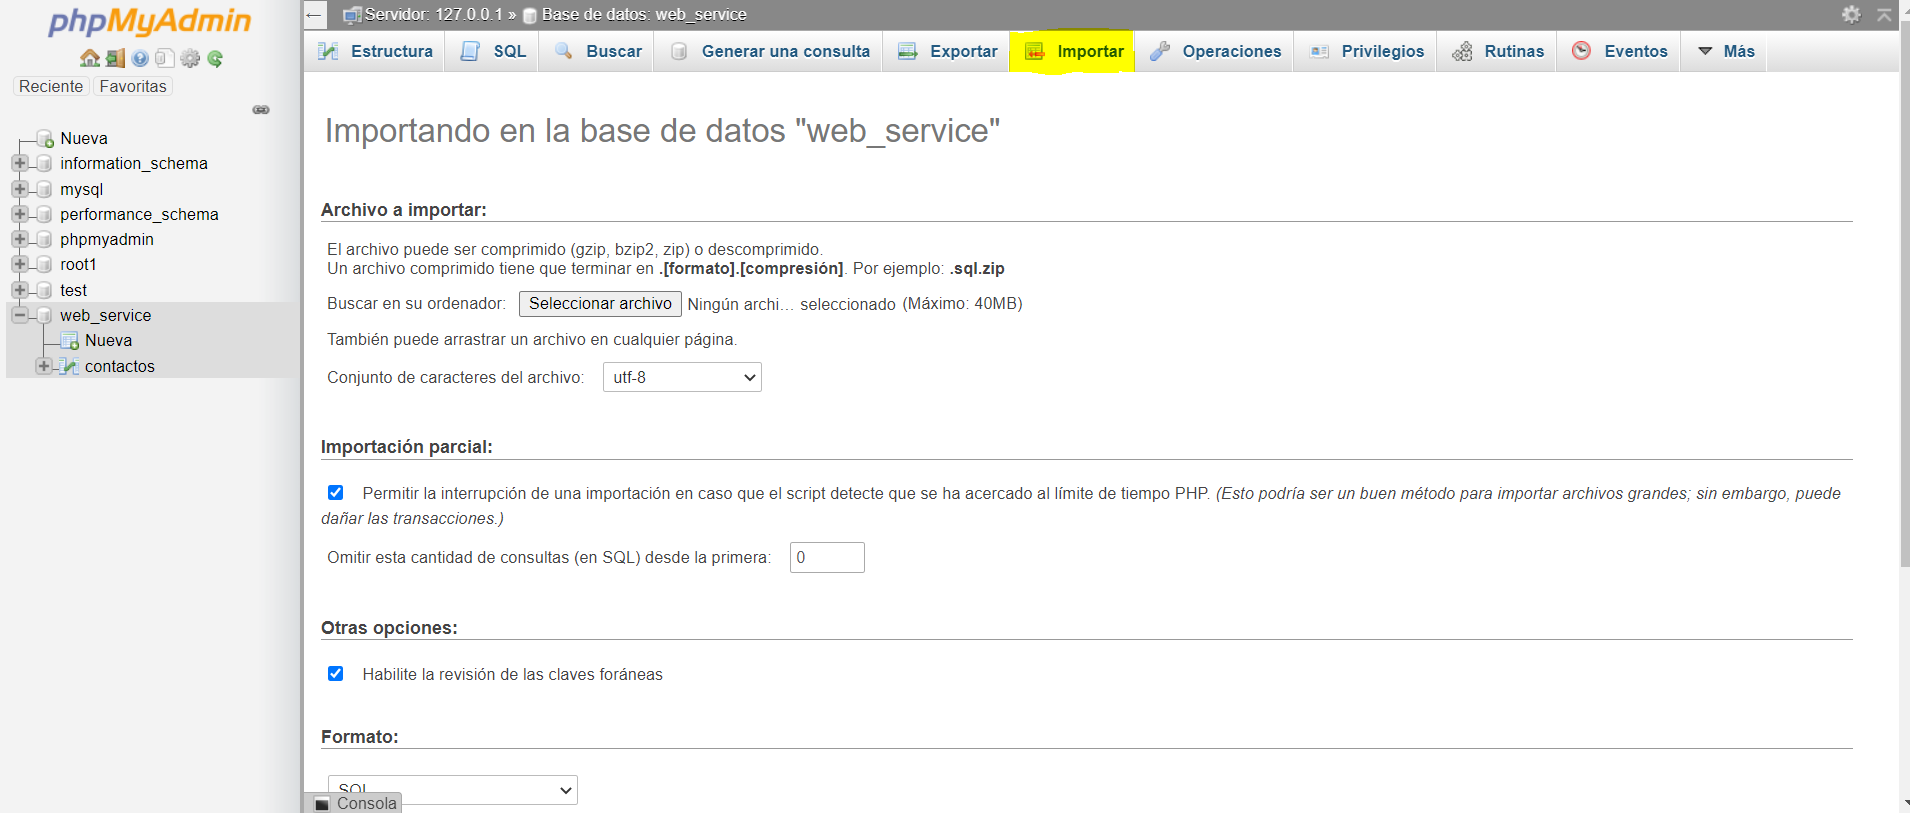 phpMyAdmin
Reciente Favoritas
Nueva
information_schema
mysql
performance_schema
phpmyadmin
root1
test
web_service
Nueva
contactos
Servidor: 127.0.0.1 » Base de datos: web_service
Estructura SQL Buscar Generar una consulta Exportar Importar Operaciones Privilegios Rutinas Eventos Más
Importando en la base de datos "web_service"
Archivo a importar:
El archivo puede ser comprimido (gzip, bzip2, zip) o descomprimido.
Un archivo comprimido tiene que terminar en .[formato].[compresión]. Por ejemplo: .sql.zip
Buscar en su ordenador: Seleccionar archivo Ningún archi… seleccionado (Máximo: 40MB)
También puede arrastrar un archivo en cualquier página.
Conjunto de caracteres del archivo: utf-8
Importación parcial:
Permitir la interrupción de una importación en caso que el script detecte que se ha acercado al límite de tiempo PHP. (Esto podría ser un buen método para importar archivos grandes; sin embargo, puede
dañar las transacciones.)
Omitir esta cantidad de consultas (en SQL) desde la primera: 0
Otras opciones:
Habilite la revisión de las claves foráneas
Formato:
SQL
Consola